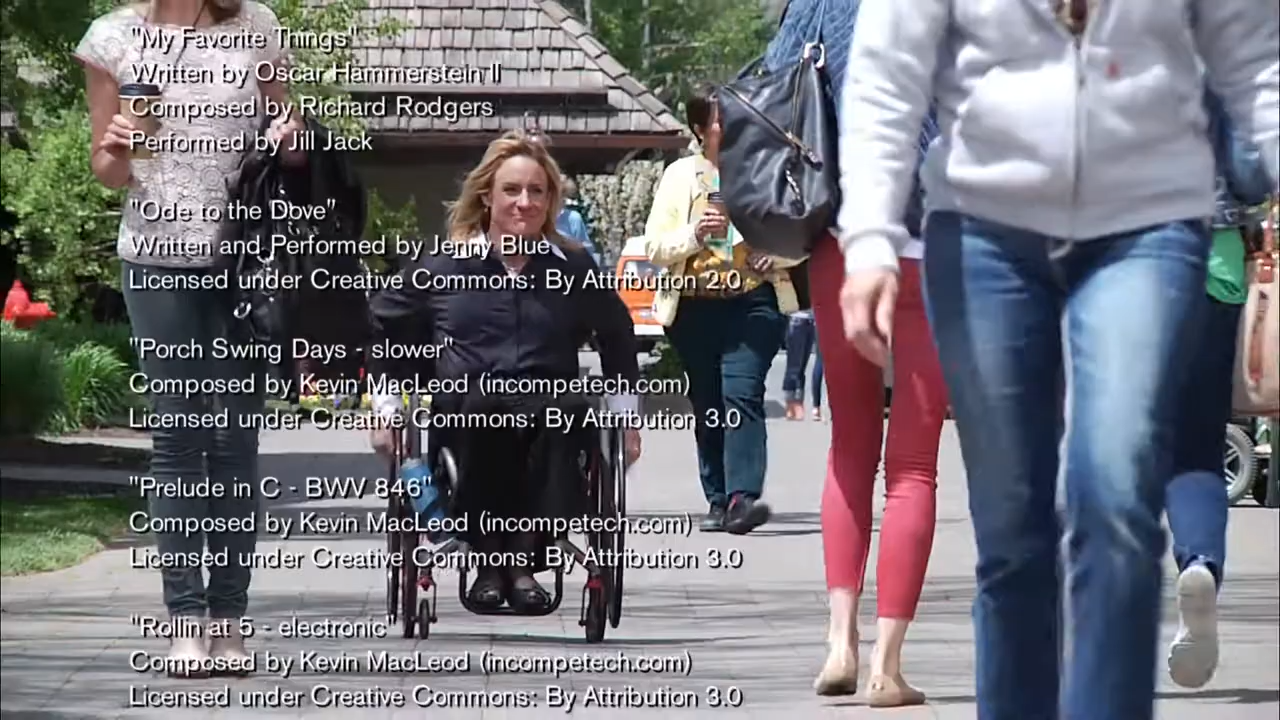 "My Favorite Things"
Written by Oscar Hammerstein II
Composed by Richard Rodgers
Performed by Jill Jack
"Ode to the Dove"
Written and Performed by Jenny Blue
Licensed under Creative Commons: By Attribution 2.0
"Porch Swing Days - slower"
Composed by Kevin MacLeod (incompetech.com)
Licensed under Creative Commons: By Attribution 3.0
"Prelude in C - BWV 846"
Composed by Kevin MacLeod (incompetech.com)
Licensed under Creative Commons: By Attribution 3.0
"Rollin at 5 - electronic"
Composed by Kevin MacLeod (incompetech.com)
Licensed under Creative Commons: By Attribution 3.0